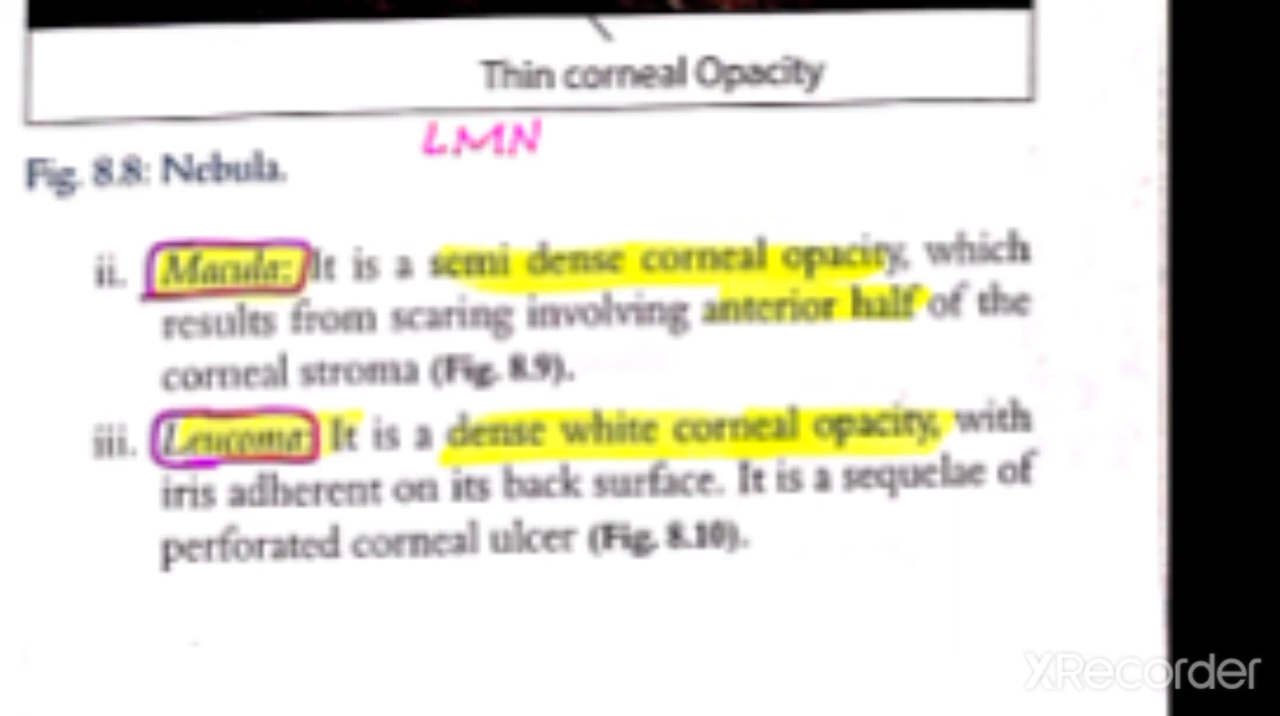 Thin corneal Opacity
LMN
Fig. 8.8: Nebula.
ii. Macula: It is a semi dense corneal opacity, which
results from scaring involving anterior half of the
corneal stroma (Fig. 8.9).
iii. Leucoma: It is a dense white corneal opacity, with
iris adherent on its back surface. It is a sequelae of
perforated corneal ulcer (Fig. 8.10).
XRecorder